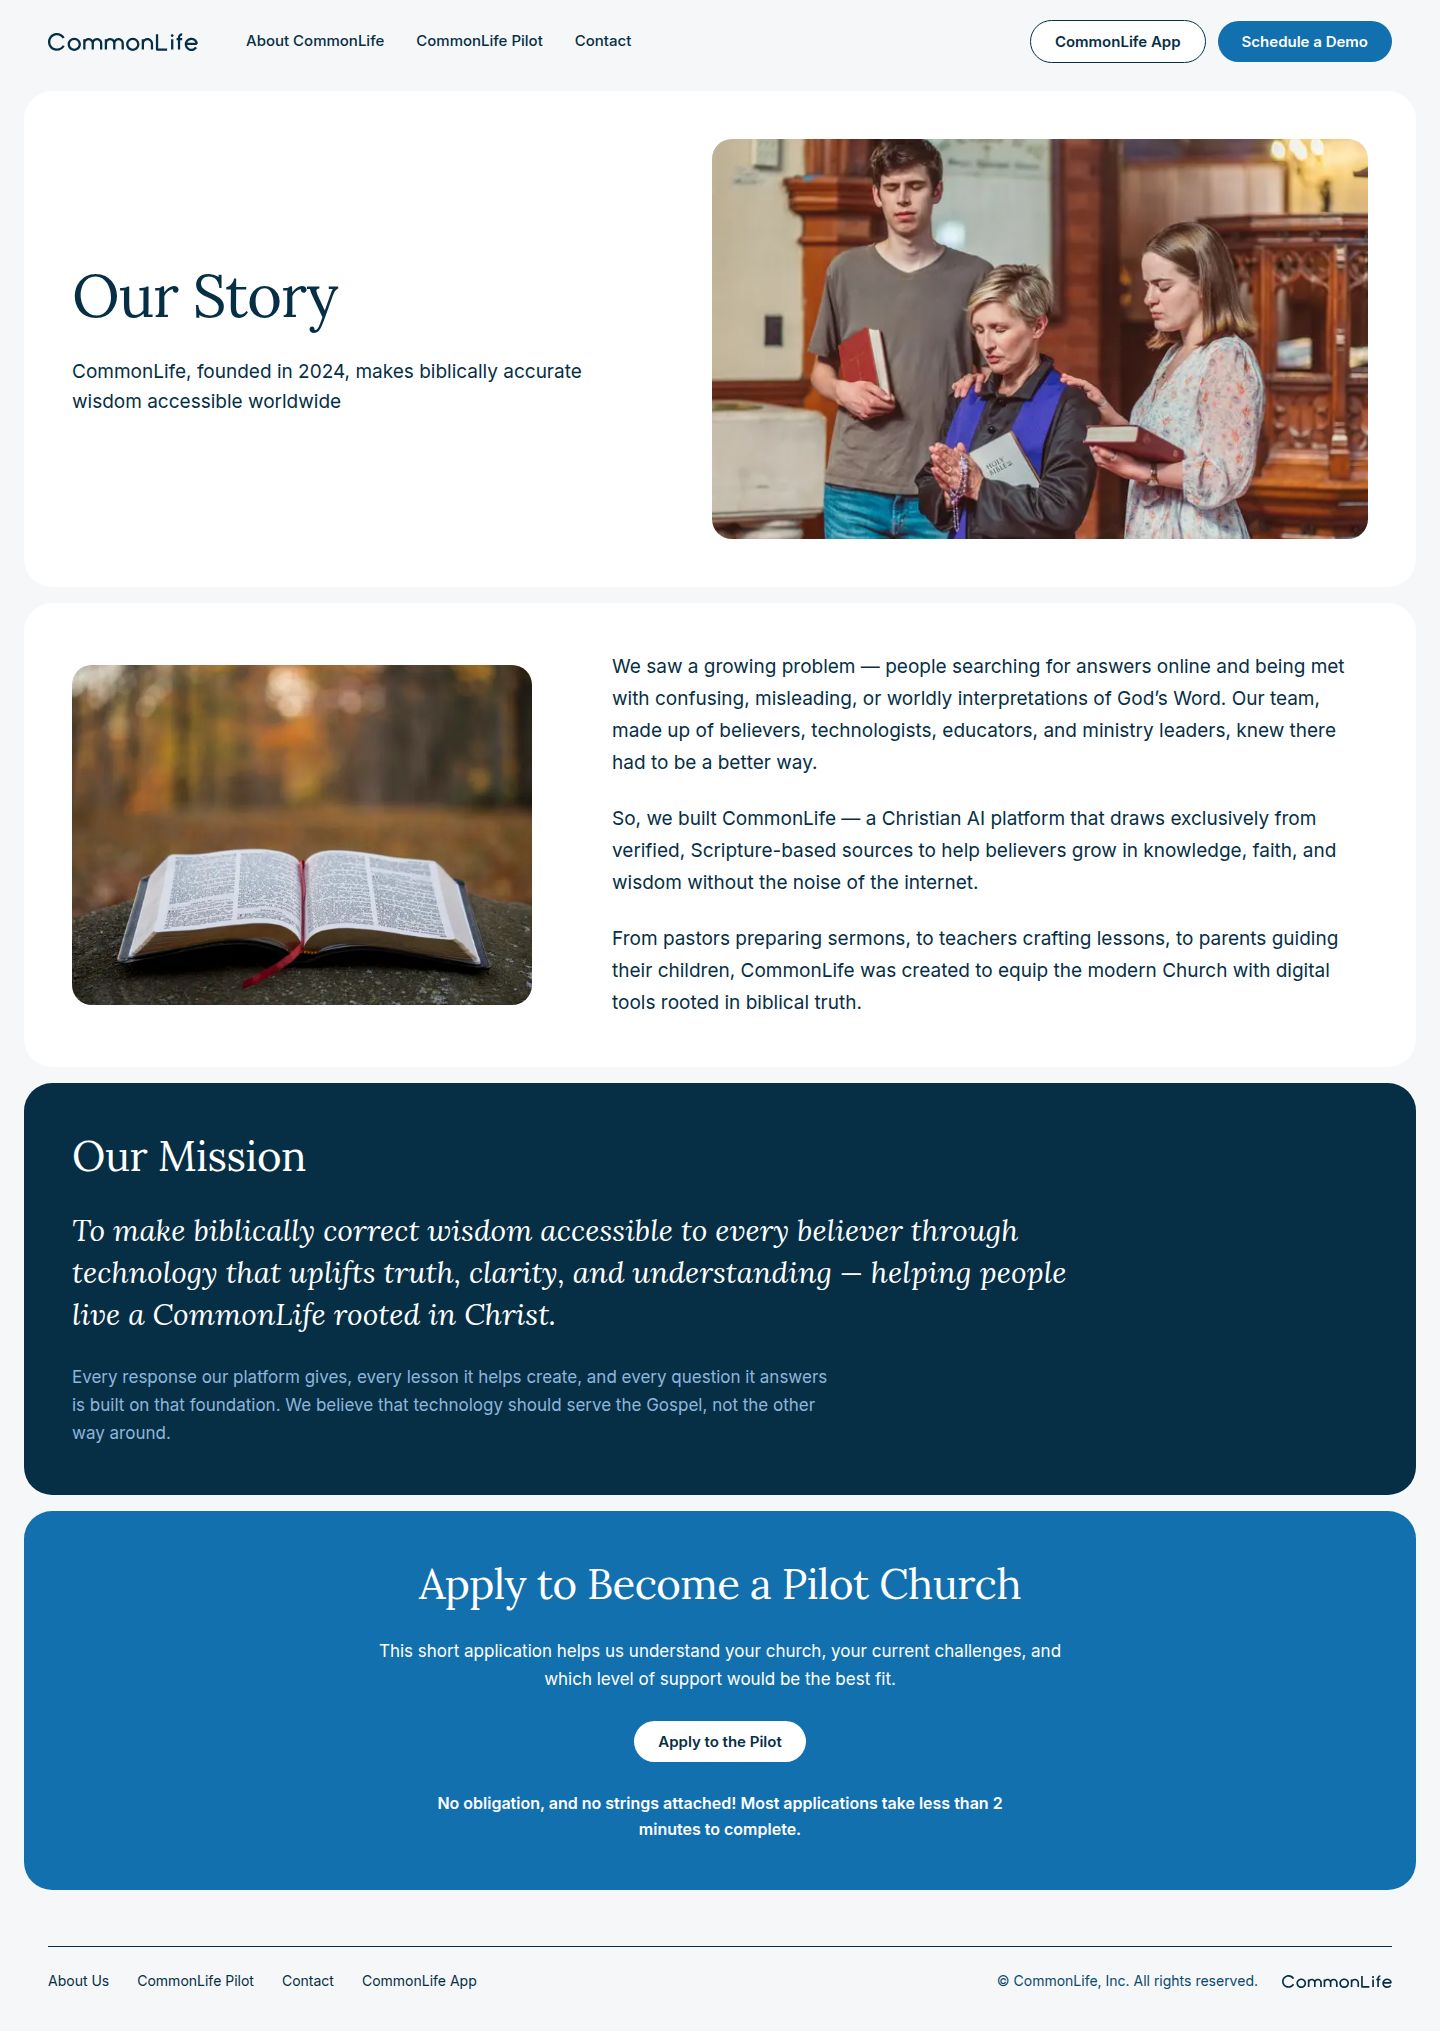 CommonLife
About CommonLife
CommonLife Pilot
Contact
CommonLife App
Schedule a Demo
Our Story
CommonLife, founded in 2024, makes biblically accurate
wisdom accessible worldwide
HOLY
BIBLE
We saw a growing problem — people searching for answers online and being met
with confusing, misleading, or worldly interpretations of God’s Word. Our team,
made up of believers, technologists, educators, and ministry leaders, knew there
had to be a better way.
So, we built CommonLife — a Christian AI platform that draws exclusively from
verified, Scripture-based sources to help believers grow in knowledge, faith, and
wisdom without the noise of the internet.
From pastors preparing sermons, to teachers crafting lessons, to parents guiding
their children, CommonLife was created to equip the modern Church with digital
tools rooted in biblical truth.
Our Mission
To make biblically correct wisdom accessible to every believer through
technology that uplifts truth, clarity, and understanding — helping people
live a CommonLife rooted in Christ.
Every response our platform gives, every lesson it helps create, and every question it answers
is built on that foundation. We believe that technology should serve the Gospel, not the other
way around.
Apply to Become a Pilot Church
This short application helps us understand your church, your current challenges, and
which level of support would be the best fit.
Apply to the Pilot
No obligation, and no strings attached! Most applications take less than 2
minutes to complete.
About Us
CommonLife Pilot
Contact
CommonLife App
© CommonLife, Inc. All rights reserved.
CommonLife